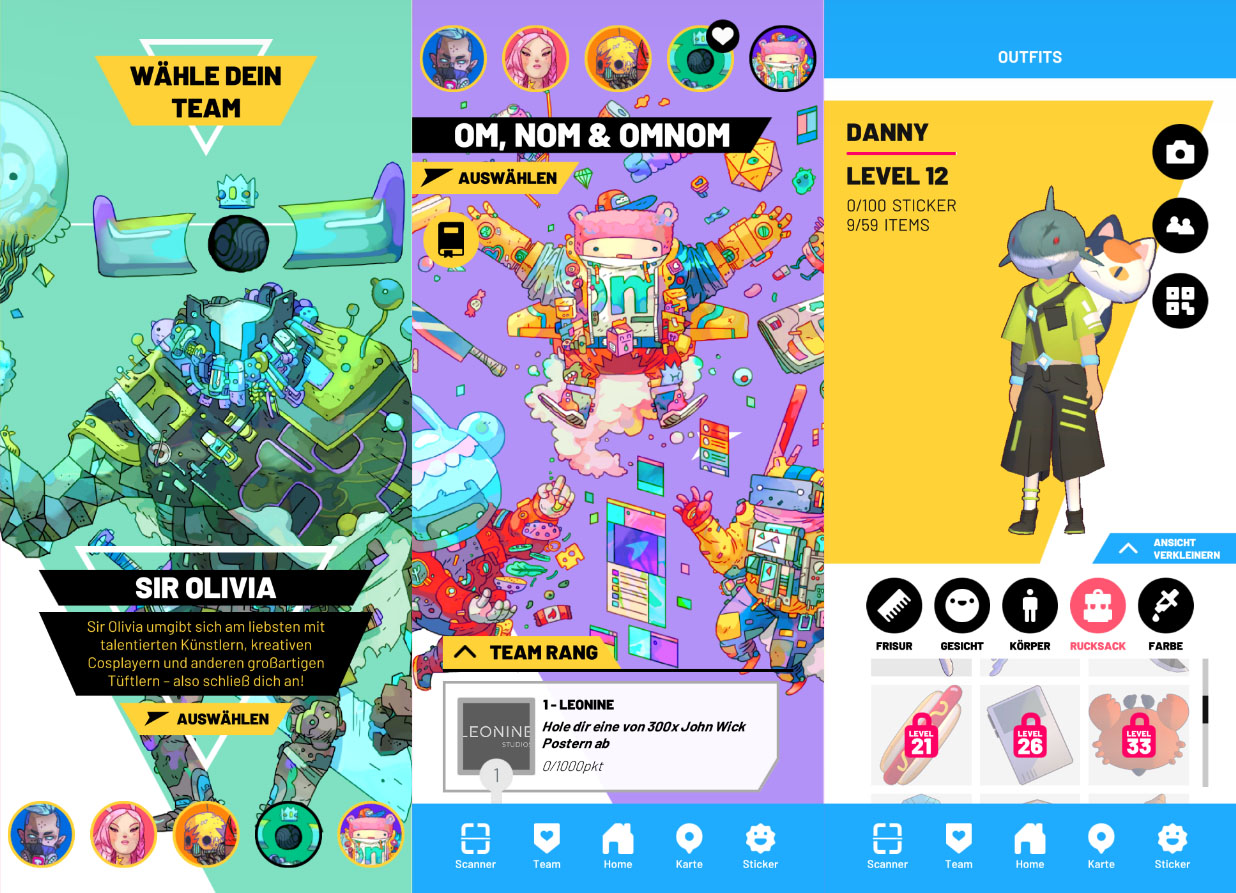 WÄHLE DEIN
TEAM
SIR OLIVIA
Sir Olivia umgibt sich am liebsten mit
talentierten Künstlern, kreativen
Cosplayern und anderen großartigen
Tüftlern – also schließ dich an!
AUSWÄHLEN
OM, NOM & OMNOM
AUSWÄHLEN
om
TEAM RANG
LEONINE
STUDIOS
1
1 - LEONINE
Hole dir eine von 300x John Wick
Postern ab
0/1000pkt
Scanner
Team
Home
Karte
Sticker
OUTFITS
DANNY
LEVEL 12
0/100 STICKER
9/59 ITEMS
ANSICHT
VERKLEINERN
FRISUR
GESICHT
KÖRPER
RUCKSACK
FARBE
LEVEL
21
LEVEL
26
LEVEL
33
Scanner
Team
Home
Karte
Sticker